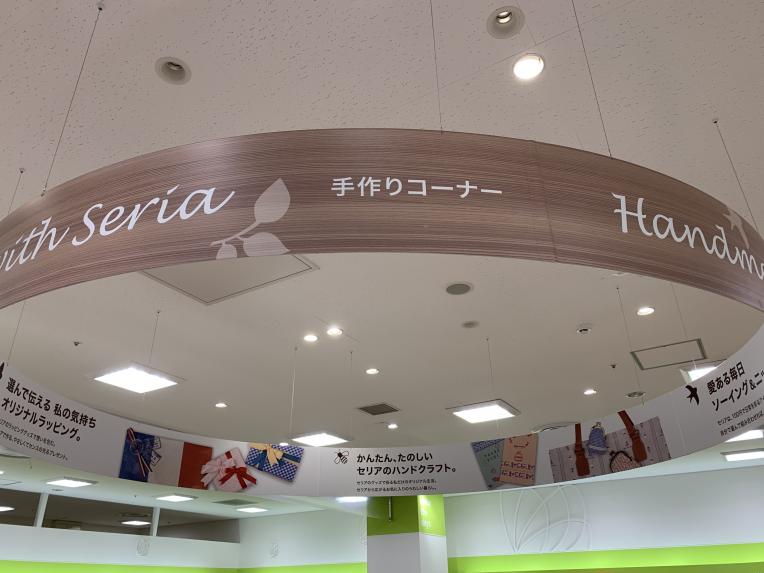 with Seria
手作りコーナー
Handma
選んで伝える 私の気持ち
オリジナルラッピング。
かんたん、たのしい
セリアのハンドクラフト。
愛ある毎日
ソーイング&ニッ